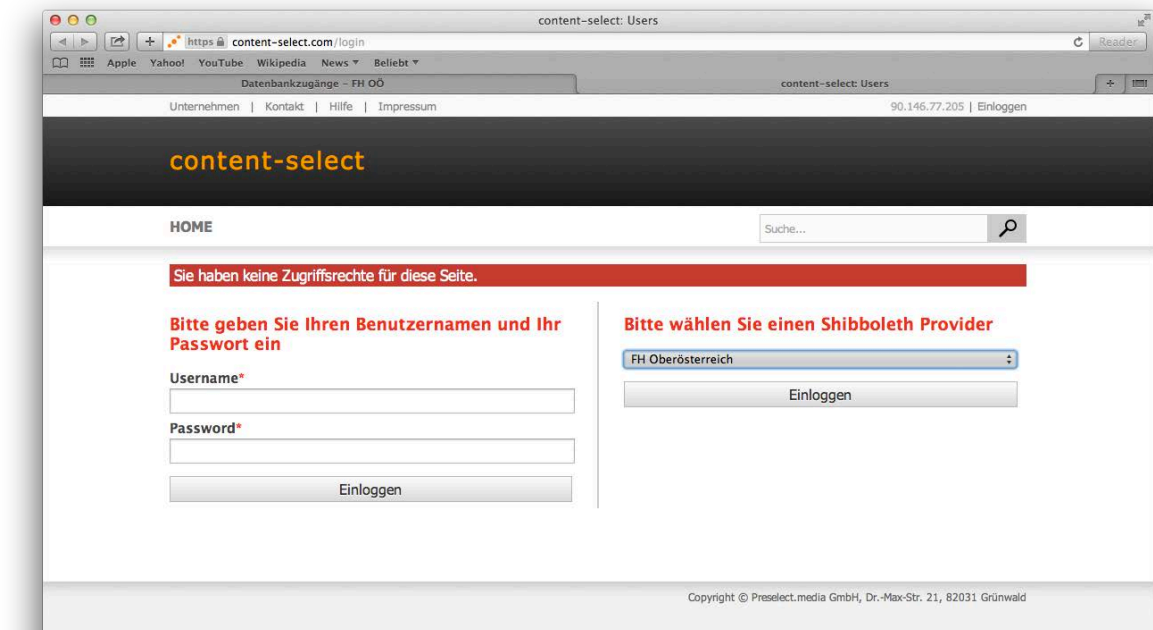 content-select: Users
https content-select.com/login
Reader
Apple Yahoo! YouTube Wikipedia News Beliebt
Datenbankzugänge – FH OÖ
content-select: Users
Unternehmen | Kontakt | Hilfe | Impressum
90.146.77.205 | Einloggen
content-select
HOME
Suche...
Sie haben keine Zugriffsrechte für diese Seite.
Bitte geben Sie Ihren Benutzernamen und Ihr
Passwort ein
Username*
Password*
Einloggen
Bitte wählen Sie einen Shibboleth Provider
FH Oberösterreich
Einloggen
Copyright © Preselect.media GmbH, Dr.-Max-Str. 21, 82031 Grünwald